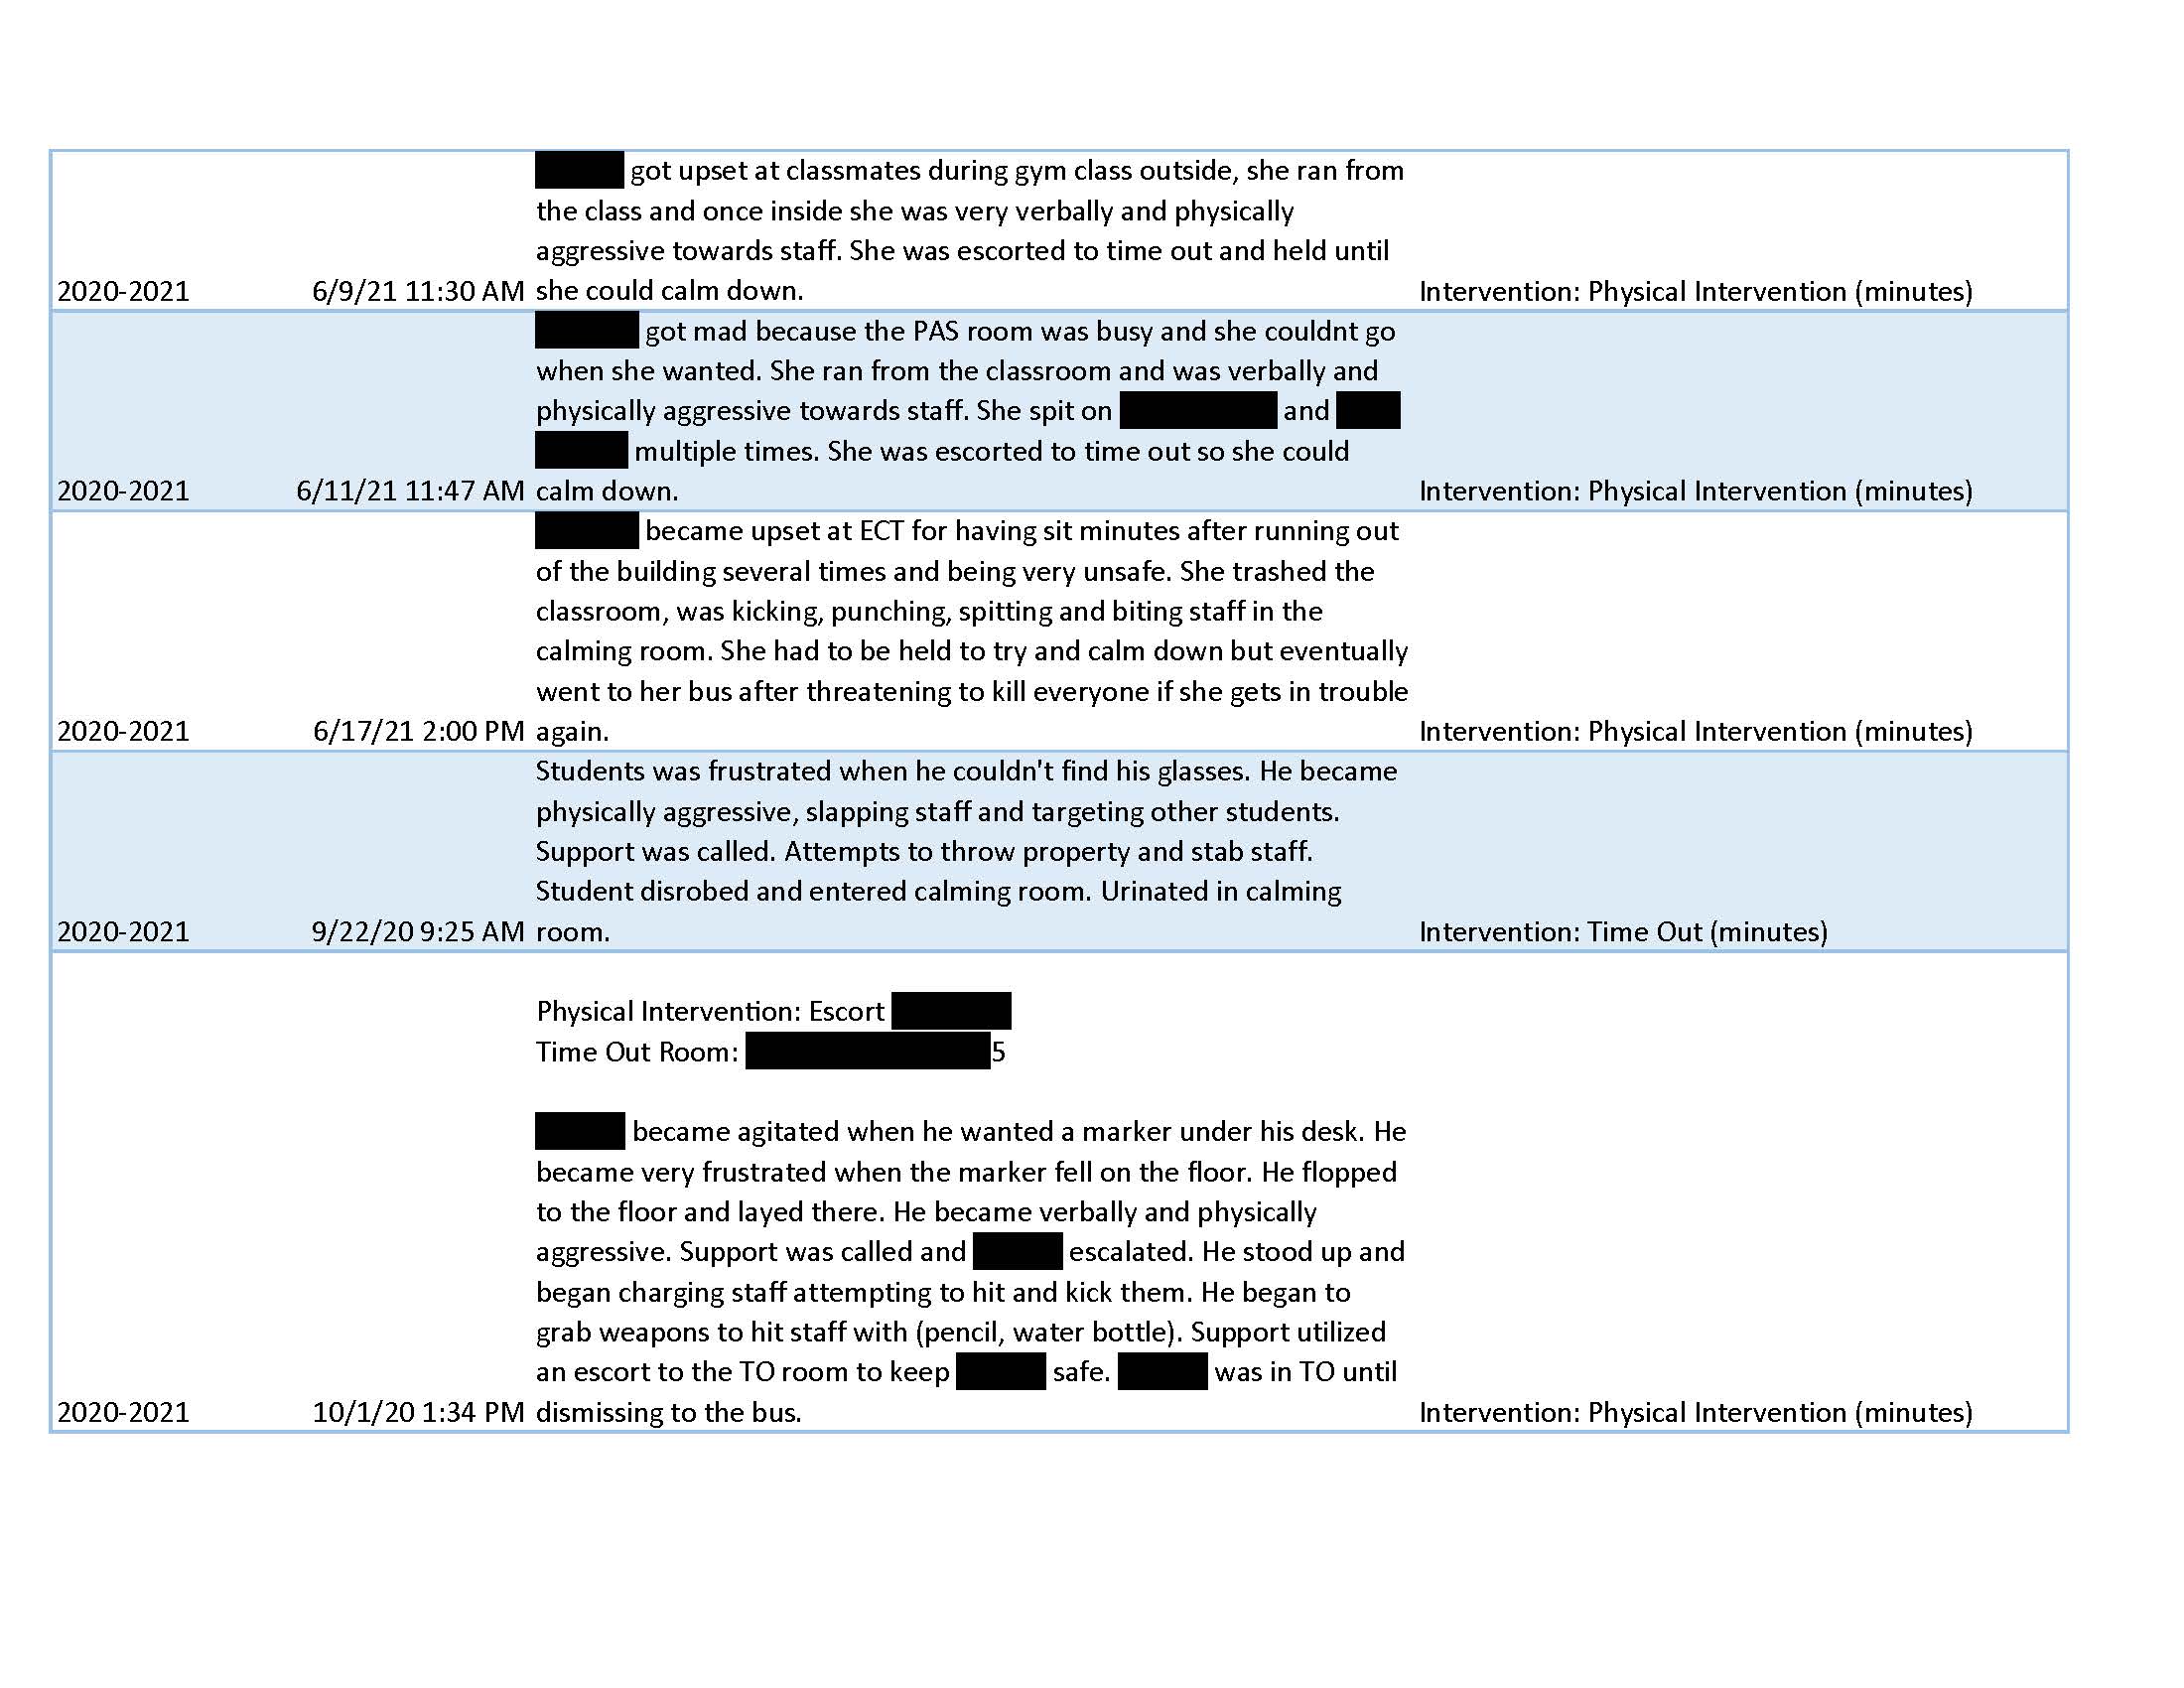 got upset at classmates during gym class outside, she ran from
the class and once inside she was very verbally and physically
aggressive towards staff. She was escorted to time out and held until
2020-2021 6/9/21 11:30 AM she could calm down. Intervention: Physical Intervention (minutes)
got mad because the PAS room was busy and she couldnt go
when she wanted. She ran from the classroom and was verbally and
physically aggressive towards staff. She spit on and
multiple times. She was escorted to time out so she could
2020-2021 6/11/21 11:47 AM calm down. Intervention: Physical Intervention (minutes)
became upset at ECT for having sit minutes after running out
of the building several times and being very unsafe. She trashed the
classroom, was kicking, punching, spitting and biting staff in the
calming room. She had to be held to try and calm down but eventually
went to her bus after threatening to kill everyone if she gets in trouble
2020-2021 6/17/21 2:00 PM again. Intervention: Physical Intervention (minutes)
Students was frustrated when he couldn't find his glasses. He became
physically aggressive, slapping staff and targeting other students.
Support was called. Attempts to throw property and stab staff.
Student disrobed and entered calming room. Urinated in calming
2020-2021 9/22/20 9:25 AM room. Intervention: Time Out (minutes)
Physical Intervention: Escort
Time Out Room: 5
became agitated when he wanted a marker under his desk. He
became very frustrated when the marker fell on the floor. He flopped
to the floor and layed there. He became verbally and physically
aggressive. Support was called and escalated. He stood up and
began charging staff attempting to hit and kick them. He began to
grab weapons to hit staff with (pencil, water bottle). Support utilized
an escort to the TO room to keep safe. was in TO until
2020-2021 10/1/20 1:34 PM dismissing to the bus. Intervention: Physical Intervention (minutes)